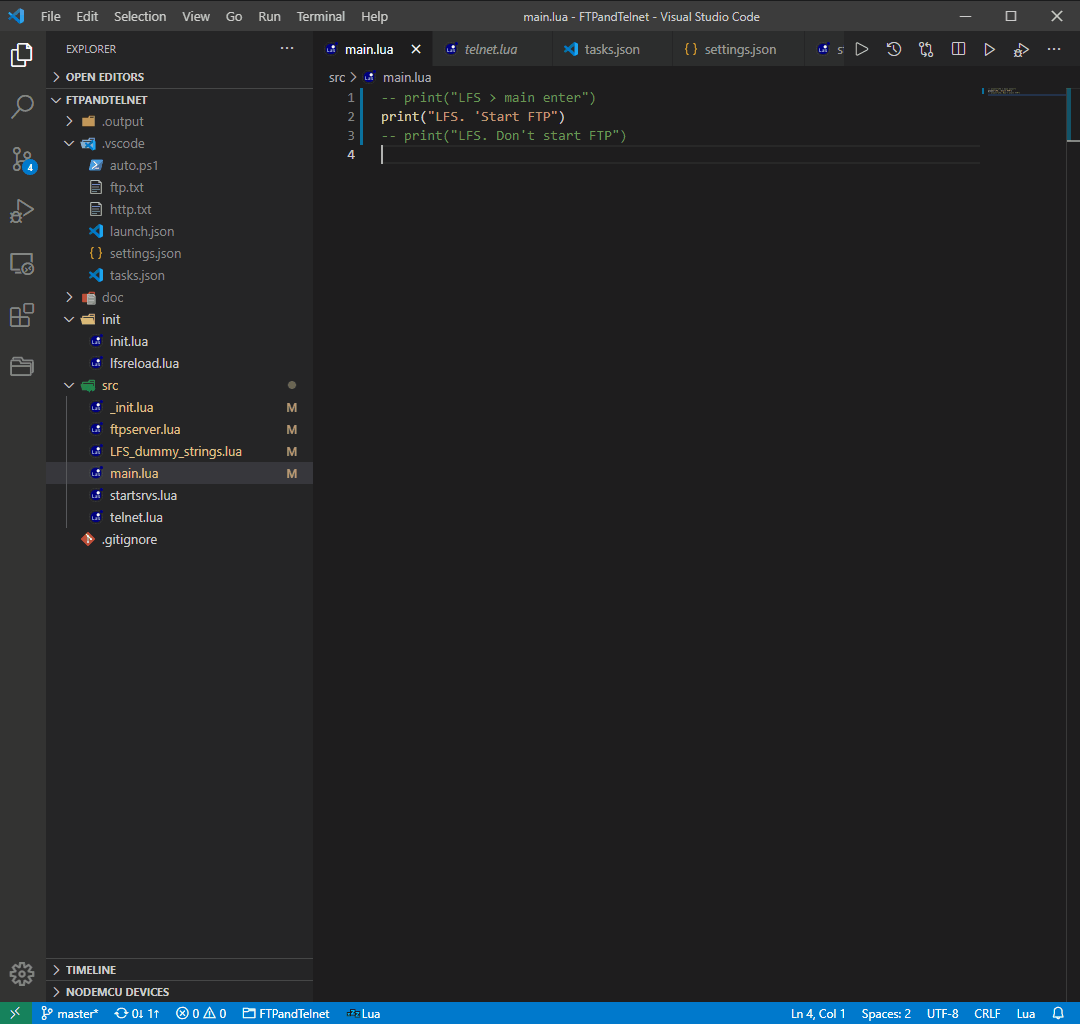 File Edit Selection View Go Run Terminal Help main.lua - FTPandTelnet - Visual Studio Code
EXPLORER
main.lua telnet.lua tasks.json { } settings.json
OPEN EDITORS
src > main.lua
FTPANDTELNET
.output
.vscode
auto.ps1
ftp.txt
http.txt
launch.json
{ } settings.json
tasks.json
doc
init
init.lua
lfsreload.lua
src
_init.lua M
ftpserver.lua M
LFS_dummy_strings.lua M
main.lua M
startsrvs.lua
telnet.lua
.gitignore
1 -- print("LFS > main enter")
2 print("LFS. 'Start FTP")
3 -- print("LFS. Don't start FTP")
4
4
TIMELINE
NODEMCU DEVICES
master* 0↓ 1↑ 0 0 FTPandTelnet Lua Ln 4, Col 1 Spaces: 2 UTF-8 CRLF Lua